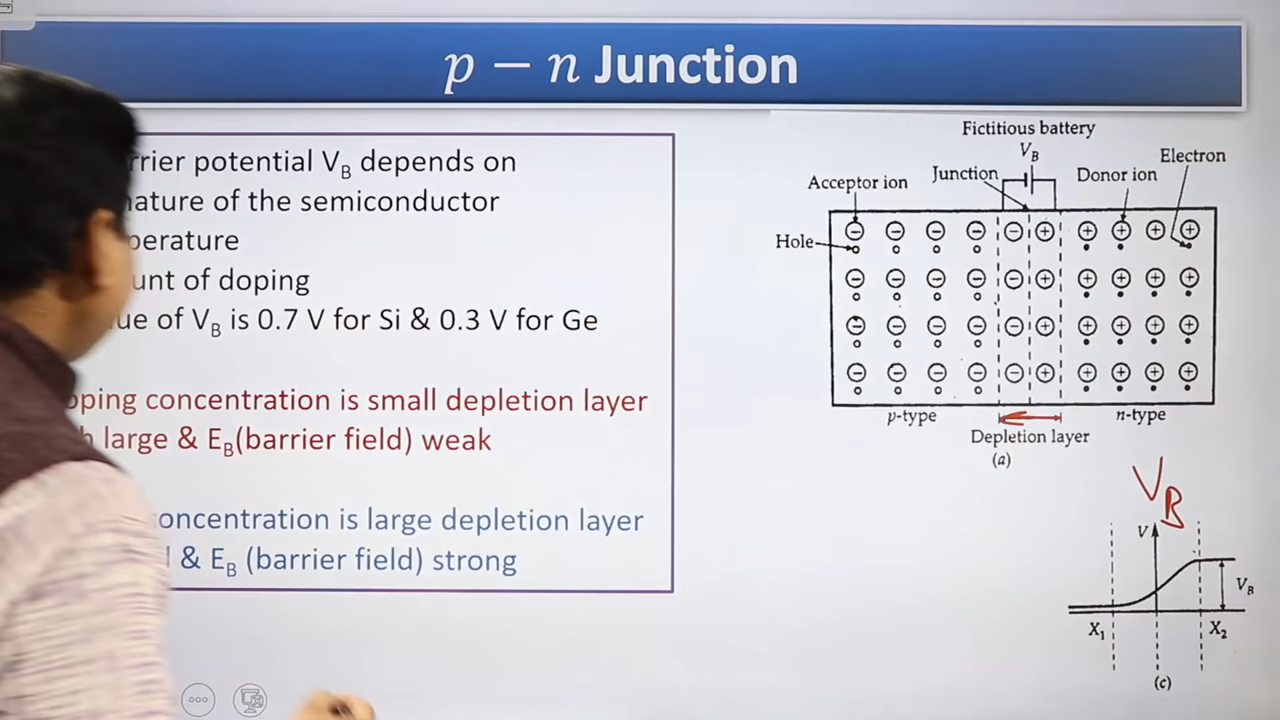 p − n Junction
rrier potential V_B depends on
nature of the semiconductor
perature
unt of doping
ue of V_B is 0.7 V for Si & 0.3 V for Ge
oping concentration is small depletion layer
h large & E_B(barrier field) weak
concentration is large depletion layer
& E_B (barrier field) strong
Fictitious battery
V_B
Electron
Junction
Donor ion
Acceptor ion
Hole
p-type
n-type
Depletion layer
(a)
V_B
V
V_B
X₁
X₂
(c)